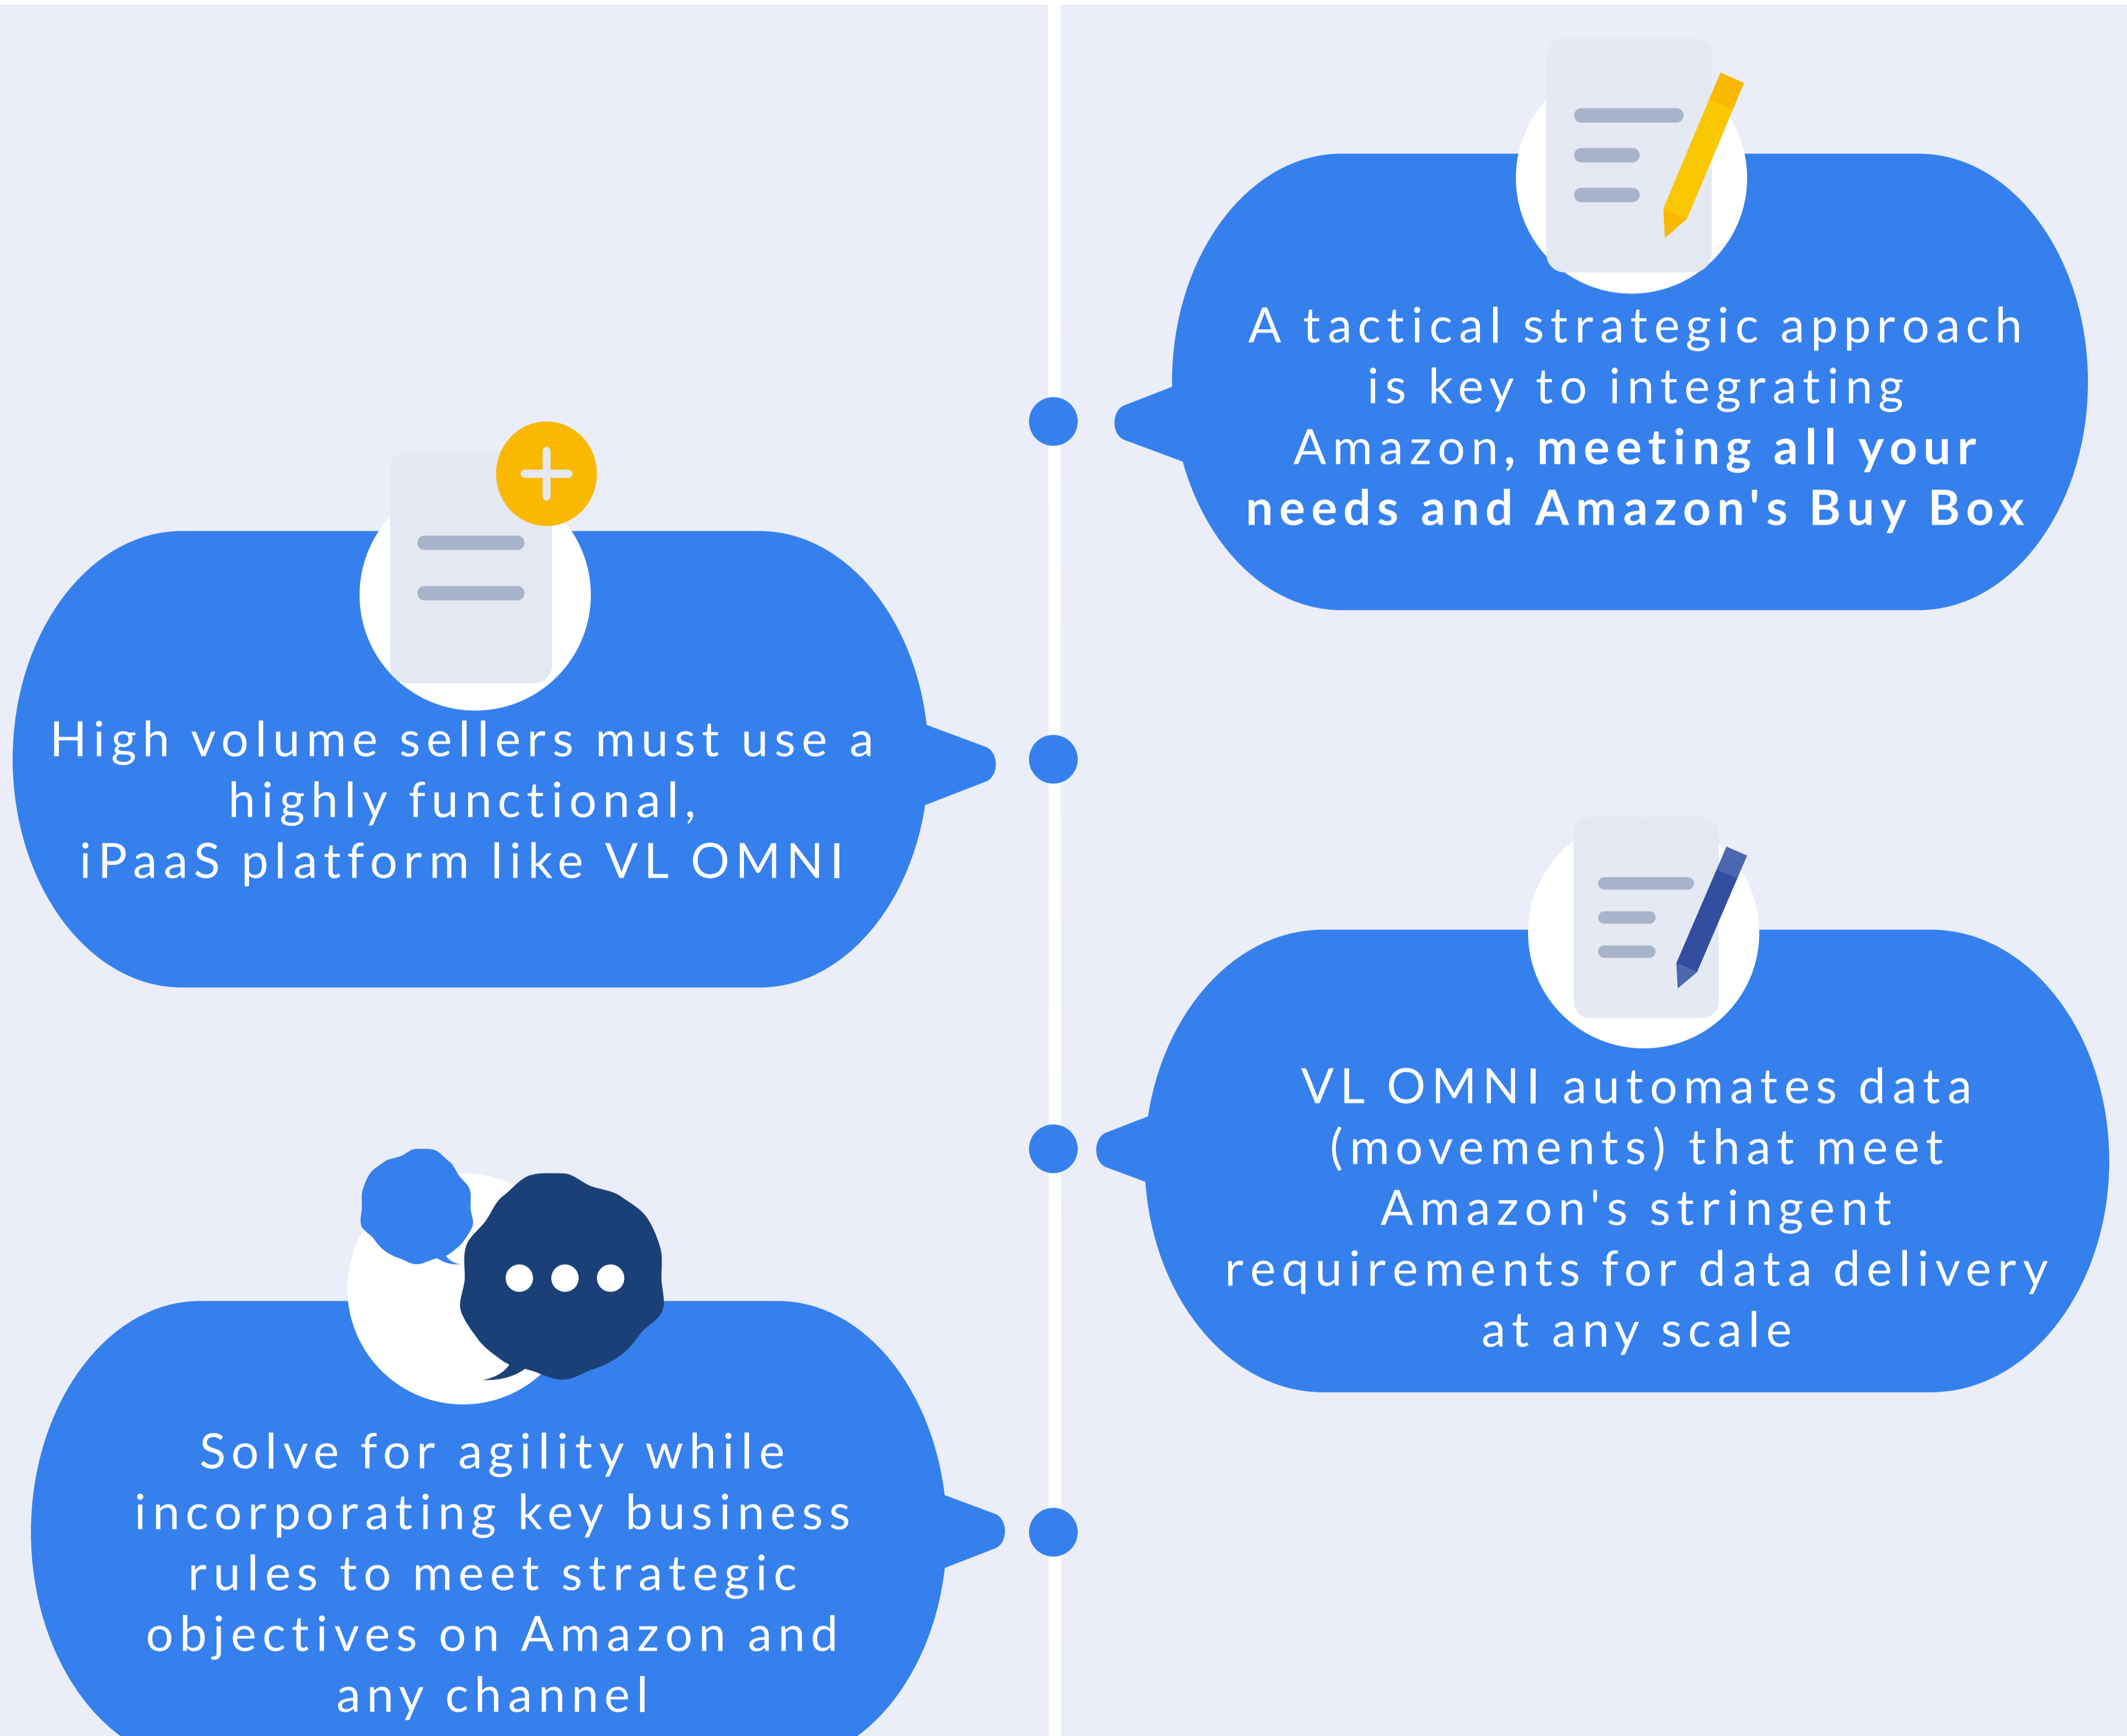 A tactical strategic approach
is key to integrating
Amazon, meeting all your
needs and Amazon's Buy Box
High volume sellers must use a
highly functional,
iPaaS platform like VL OMNI
VL OMNI automates data
(movements) that meet
Amazon's stringent
requirements for data delivery
at any scale
Solve for agility while
incorporating key business
rules to meet strategic
objectives on Amazon and
any channel